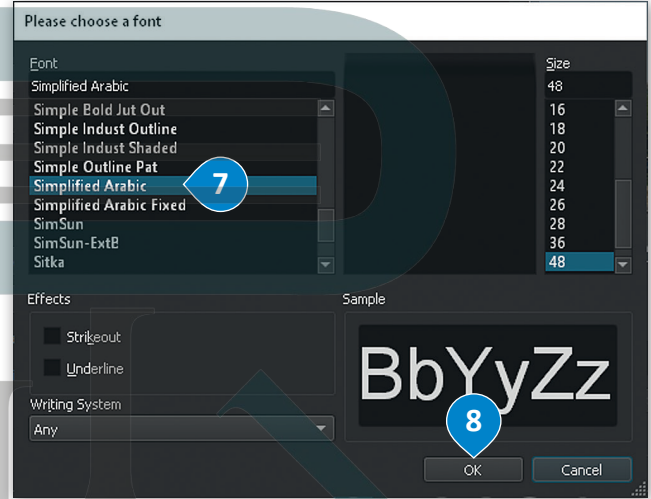 Please choose a font
Font
Simplified Arabic
Simple Bold Jut Out
Simple Indust Outline
Simple Indust Shaded
Simple Outline Pat
Simplified Arabic
Simplified Arabic Fixed
SimSun
SimSun-ExtB
Sitka
7
Size
48
16
18
20
22
24
26
28
36
48
Effects
Strikeout
Underline
Writing System
Any
Sample
BbYyZz
8
OK
Cancel